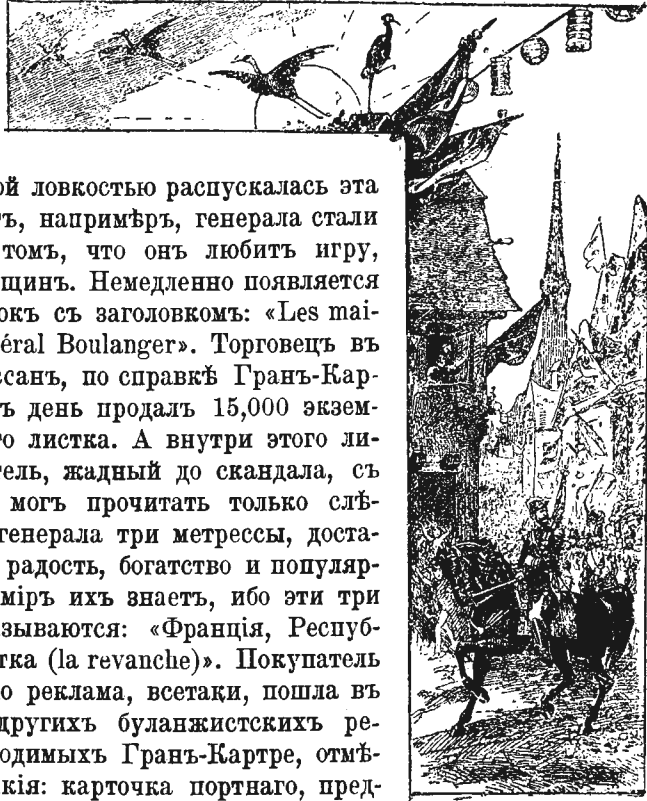 ой ловкостью распускалась эта
ъ, напримѣръ, генерала стали
томъ, что онъ любитъ игру,
щинъ. Немедленно появляется
окъ съ заголовкомъ: «Les mai-
éral Boulanger». Торговецъ въ
ссан, по справкѣ Гранъ-Кар-
ъ день продалъ 15,000 экзем-
о листка. А внутри этого ли-
тель, жадный до скандала, съ
могъ прочитать только слѣ-
генерала три метрессы, доста-
радость, богатство и популяр-
міръ ихъ знаетъ, ибо эти три
зываются: «Франція, Респуб-
тка (la revanche)». Покупатель
о реклама, всетаки, пошла въ
другихъ буланжистскихъ ре-
одимыхъ Гранъ-Картре, отмѣ-
кія: карточка портнаго, пред-